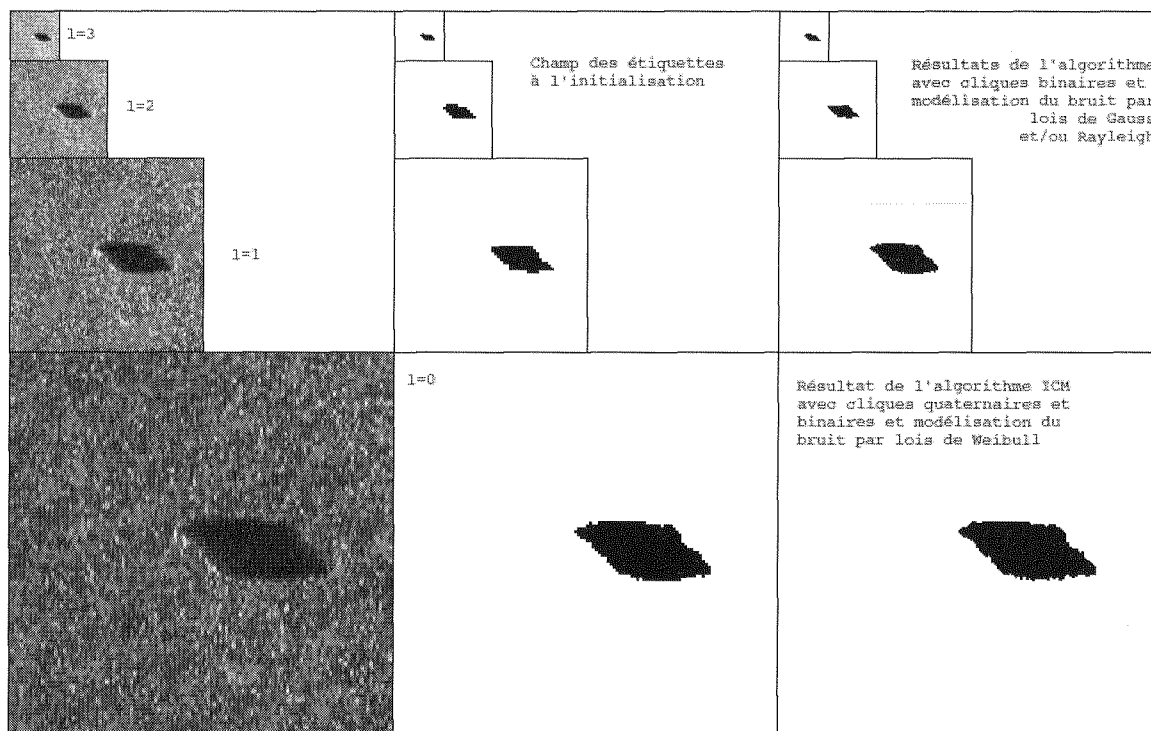 l=3
l=2
l=1
Champ des étiquettes
à l'initialisation
Résultats de l'algorithme
avec cliques binaires et
modélisation du bruit par
lois de Gauss
et/ou Rayleigh
l=0
Résultat de l'algorithme ICM
avec cliques quaternaires et
binaires et modélisation du
bruit par lois de Weibull